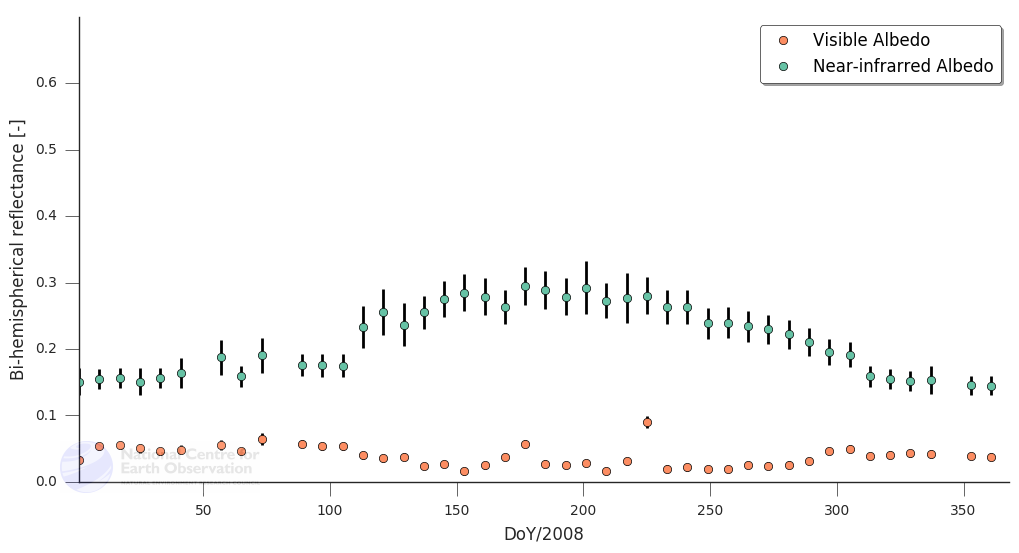 Visible Albedo
Near-infrarred Albedo
Bi-hemispherical reflectance [-]
0.6
0.5
0.4
0.3
0.2
0.1
0.0
National Centre for
Earth Observation
50 100 150 200 250 300 350
DoY/2008